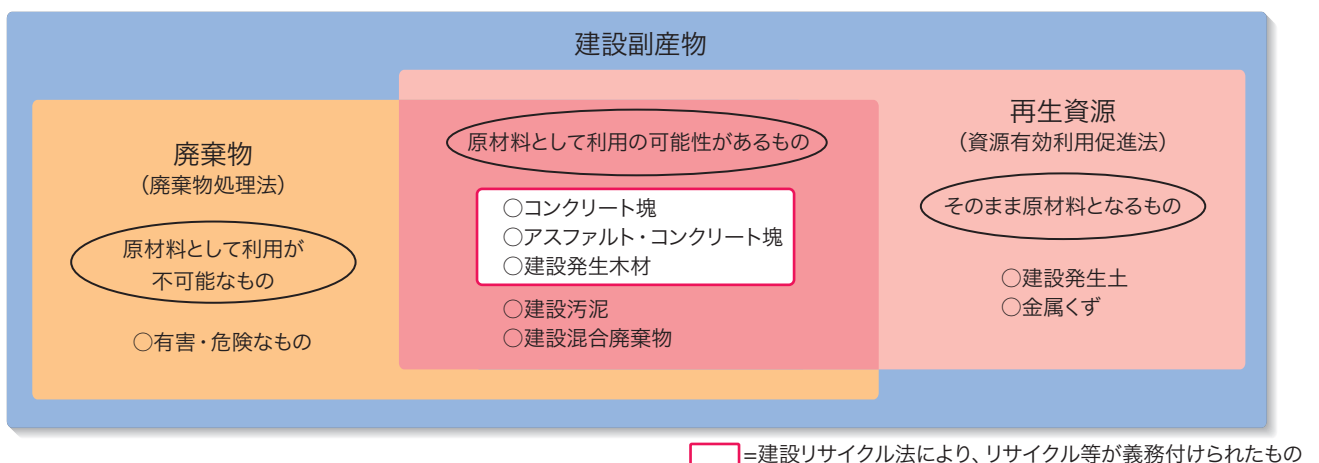 建設副産物
廃棄物
（廃棄物処理法）
原材料として利用が
不可能なもの
○有害・危険なもの
原材料として利用の可能性があるもの
○コンクリート塊
○アスファルト・コンクリート塊
○建設発生木材
○建設汚泥
○建設混合廃棄物
再生資源
（資源有効利用促進法）
そのまま原材料となるもの
○建設発生土
○金属くず
=建設リサイクル法により、リサイクル等が義務付けられたもの